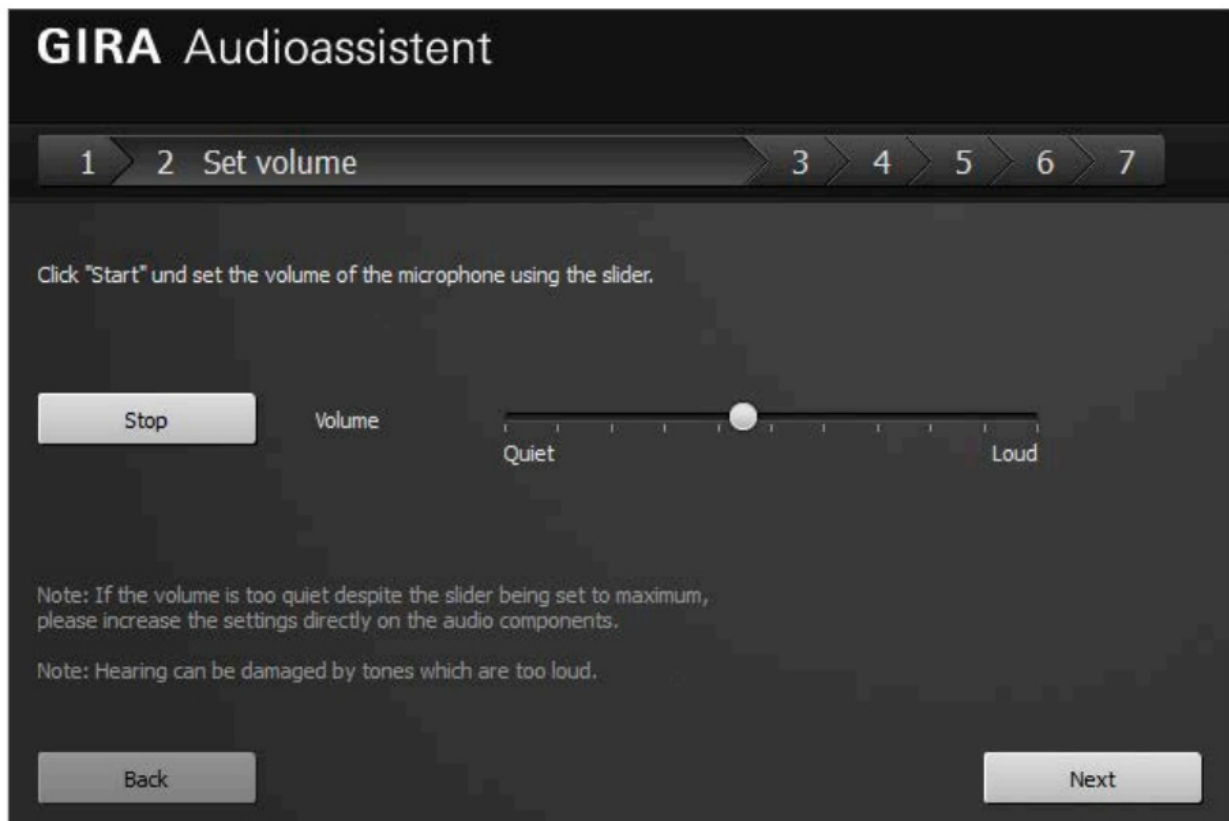 GIRA Audioassistent
1 2 Set volume 3 4 5 6 7
Click "Start" und set the volume of the microphone using the slider.
Stop Volume
Quiet Loud
Note: If the volume is too quiet despite the slider being set to maximum,
please increase the settings directly on the audio components.
Note: Hearing can be damaged by tones which are too loud.
Back Next